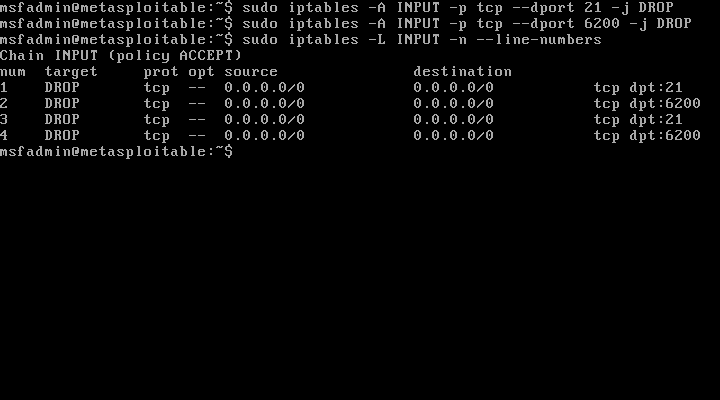 msfadmin@metasploitable:~$ sudo iptables -A INPUT -p tcp --dport 21 -j DROP
msfadmin@metasploitable:~$ sudo iptables -A INPUT -p tcp --dport 6200 -j DROP
msfadmin@metasploitable:~$ sudo iptables -L INPUT -n --line-numbers
Chain INPUT (policy ACCEPT)
num  target     prot opt source               destination
1    DROP       tcp  --  0.0.0.0/0            0.0.0.0/0           tcp dpt:21
2    DROP       tcp  --  0.0.0.0/0            0.0.0.0/0           tcp dpt:6200
3    DROP       tcp  --  0.0.0.0/0            0.0.0.0/0           tcp dpt:21
4    DROP       tcp  --  0.0.0.0/0            0.0.0.0/0           tcp dpt:6200
msfadmin@metasploitable:~$